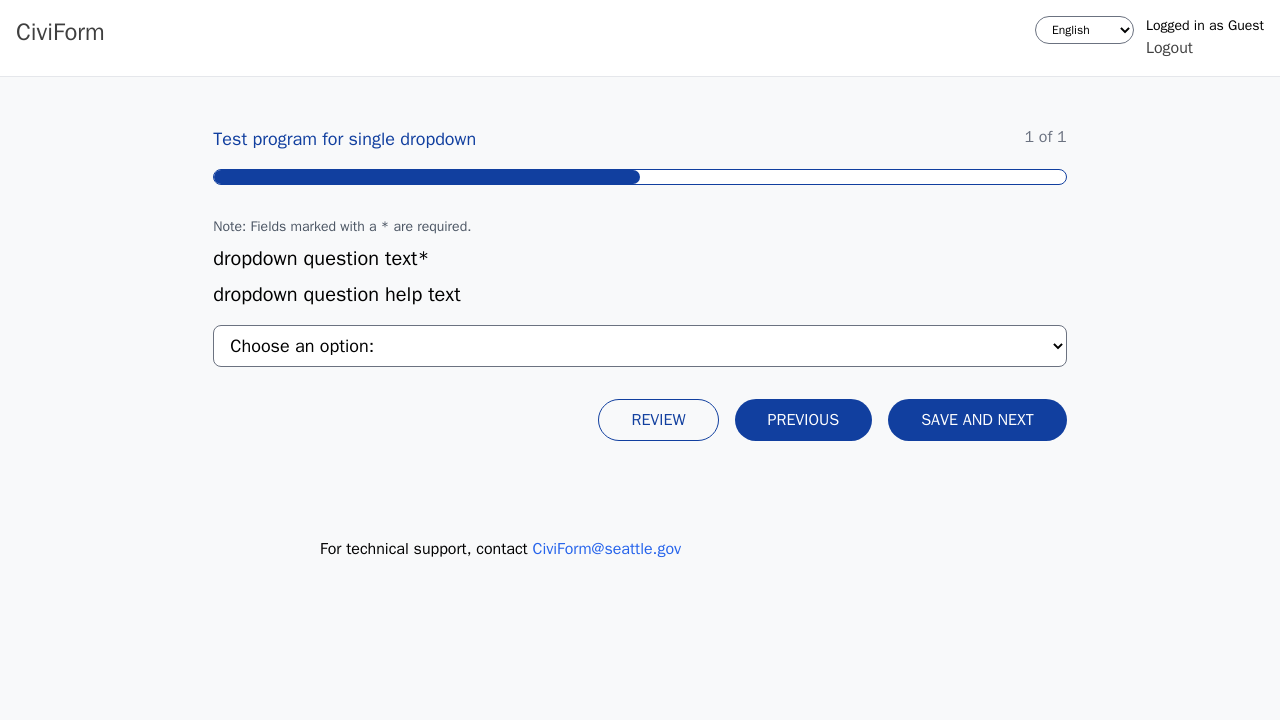 CiviForm
English
Logged in as Guest
Logout
Test program for single dropdown
1 of 1
Note: Fields marked with a * are required.
dropdown question text*
dropdown question help text
Choose an option:
REVIEW
PREVIOUS
SAVE AND NEXT
For technical support, contact CiviForm@seattle.gov